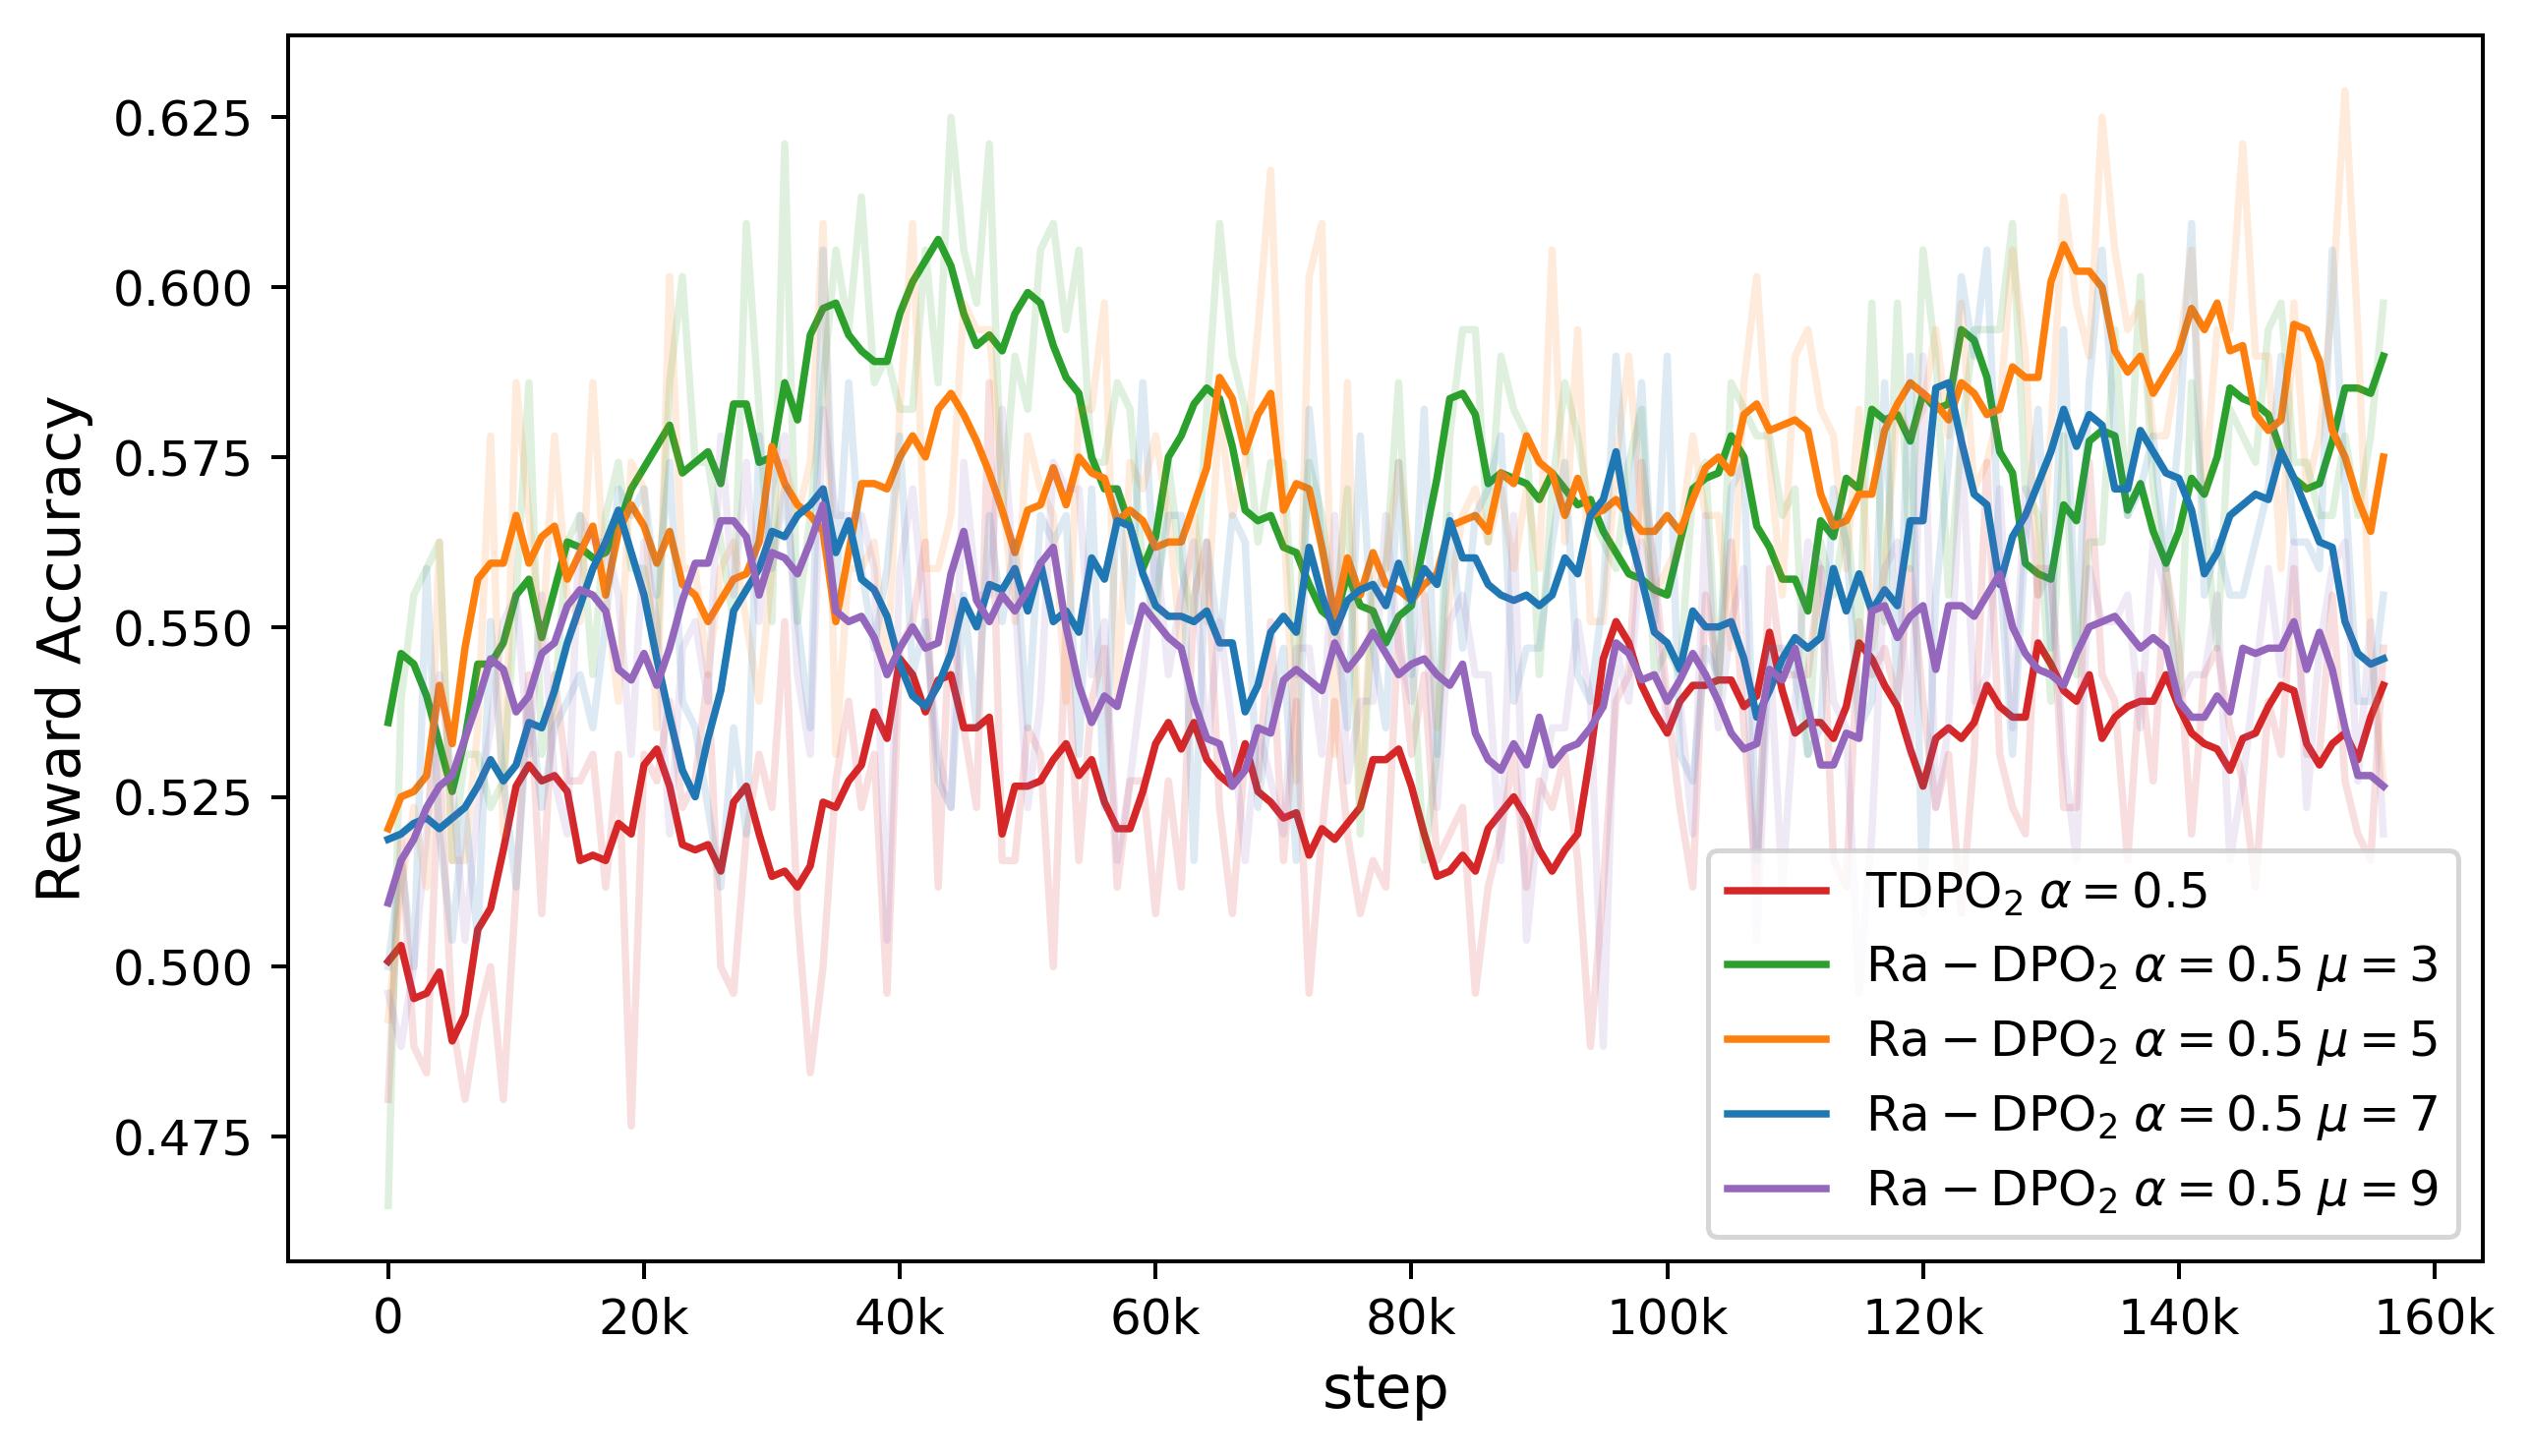 Reward Accuracy
0.625
0.600
0.575
0.550
0.525
0.500
0.475
TDPO₂ α = 0.5
Ra − DPO₂ α = 0.5 μ = 3
Ra − DPO₂ α = 0.5 μ = 5
Ra − DPO₂ α = 0.5 μ = 7
Ra − DPO₂ α = 0.5 μ = 9
0 20k 40k 60k 80k 100k 120k 140k 160k
step